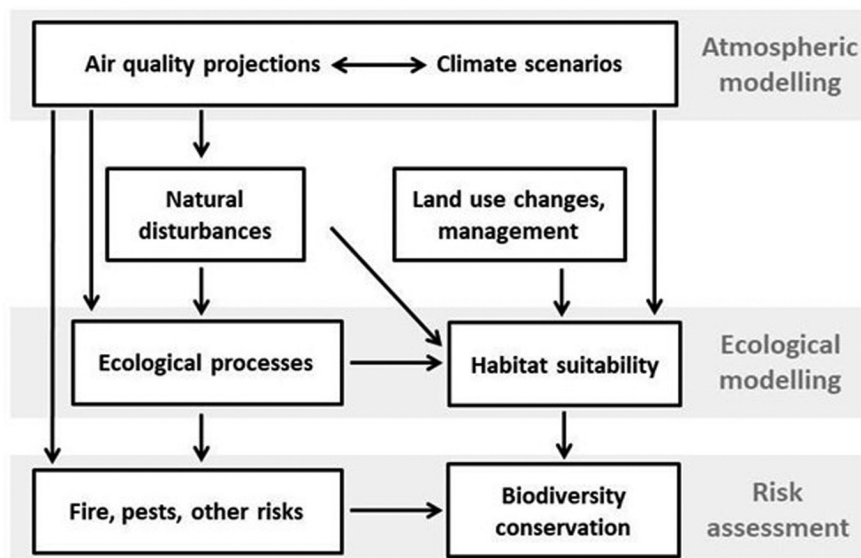 Air quality projections Climate scenarios
Atmospheric
modelling
Natural
disturbances
Land use changes,
management
Ecological processes
Habitat suitability
Ecological
modelling
Fire, pests, other risks
Biodiversity
conservation
Risk
assessment